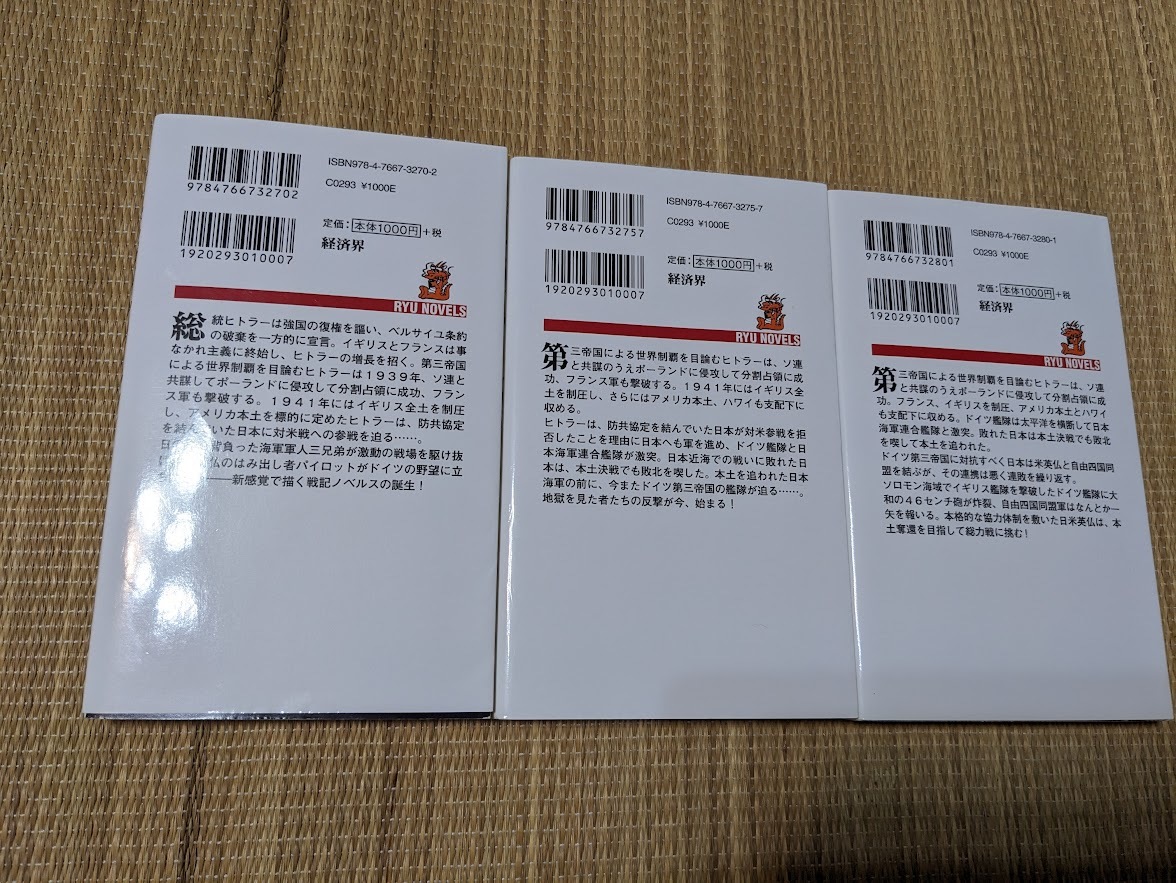 ISBN978-4-7667-3270-2
9784766732702
C0293 ¥1000E
1920293010007
定価：本体1000円+税
経済界
RYU NOVELS
総統ヒトラーは強国の復権を謳い、ベルサイユ条約
の破棄を一方的に宣言。イギリスとフランスは事
なかれ主義に終始し、ヒトラーの増長を招く。第三帝国
による世界制覇を目論むヒトラーは1939年、ソ連と
共謀してポーランドに侵攻して分割占領に成功、フラン
ス軍も撃破する。1941年にはイギリス全土を制圧
し、アメリカ本土を標的に定めたヒトラーは、防共協定
を結んでいた日本に対米戦への参戦を迫る……。
背負った海軍軍人三兄弟が激動の戦場を駆け抜
仏のはみ出し者パイロットがドイツの野望に立
――新感覚で描く戦記ノベルスの誕生！
ISBN978-4-7667-3275-7
9784766732757
C0293 ¥1000E
1920293010007
定価：本体1000円+税
経済界
RYU NOVELS
第三帝国による世界制覇を目論むヒトラーは、ソ連
と共謀のうえポーランドに侵攻して分割占領に成
功、フランス軍も撃破する。1941年にはイギリス全
土を制圧し、さらにはアメリカ本土、ハワイも支配下に
収める。
ヒトラーは、防共協定を結んでいた日本が対米参戦を拒
否したことを理由に日本へも軍を進め、ドイツ艦隊と日
本海軍連合艦隊が激突。日本近海での戦いに敗れた日
本は、本土決戦でも敗北を喫した。本土を追われた日本
海軍の前に、今またドイツ第三帝国の艦隊が迫る……。
地獄を見た者たちの反撃が今、始まる！
ISBN978-4-7667-3280-1
9784766732801
C0293 ¥1000E
1920293010007
定価：本体1000円+税
経済界
RYU NOVELS
第三帝国による世界制覇を目論むヒトラーは、ソ連
と共謀のうえポーランドに侵攻して分割占領に成
功。フランス、イギリスを制圧、アメリカ本土とハワイ
も支配下に収める。ドイツ艦隊は太平洋を横断して日本
海軍連合艦隊と激突。敗れた日本は本土決戦でも敗北
を喫して本土を追われた。
ドイツ第三帝国に対抗すべく日本は米英仏と自由四国同
盟を結ぶが、その連携は悪く連敗を繰り返す。
ソロモン海域でイギリス艦隊を撃破したドイツ艦隊に大
和の46センチ砲が炸裂、自由四国同盟軍はなんとか一
矢を報いる。本格的な協力体制を敷いた日米英仏は、本
土奪還を目指して総力戦に挑む！